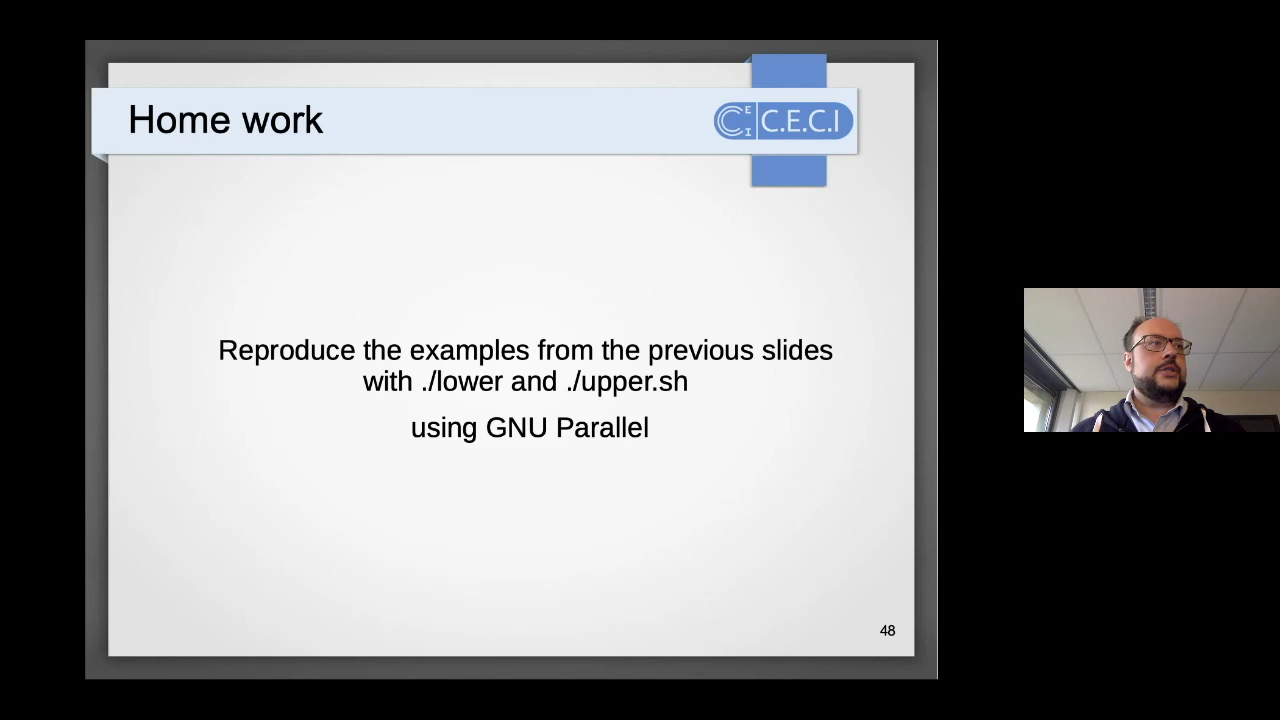 Home work
C E C I
C.E.C.I
Reproduce the examples from the previous slides
with ./lower and ./upper.sh
using GNU Parallel
48